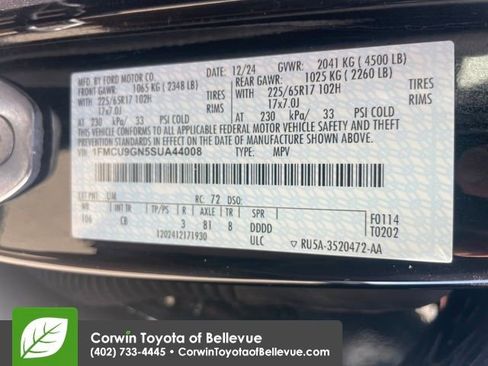 MFD. BY FORD MOTOR CO.
DATE: 12/24 GVWR: 2041 KG ( 4500 LB)
FRONT GAWR: 1065 KG ( 2348 LB)
REAR GAWR: 1025 KG ( 2260 LB)
WITH 225/65R17 102H TIRES
WITH 225/65R17 102H TIRES
17x7.0J RIMS
17x7.0J RIMS
AT 230 kPa/ 33 PSI COLD
AT 230 kPa/ 33 PSI COLD
THIS VEHICLE CONFORMS TO ALL APPLICABLE FEDERAL MOTOR VEHICLE SAFETY AND THEFT PREVENTION STANDARDS IN EFFECT ON THE DATE OF MANUFACTURE SHOWN ABOVE.
VIN: 1FMCU9GN5SUA44008 TYPE: MPV
EXT PNT: UM RC: 72 DSO:
WB INT TR TP/PS R AXLE TR SPR
106 CB 3 81 8 DDDD
F0114
T0202
1202412171930 ULC RU5A-3520472-AA
Corwin Toyota of Bellevue
(402) 733-4445 • CorwinToyotaofBellevue.com